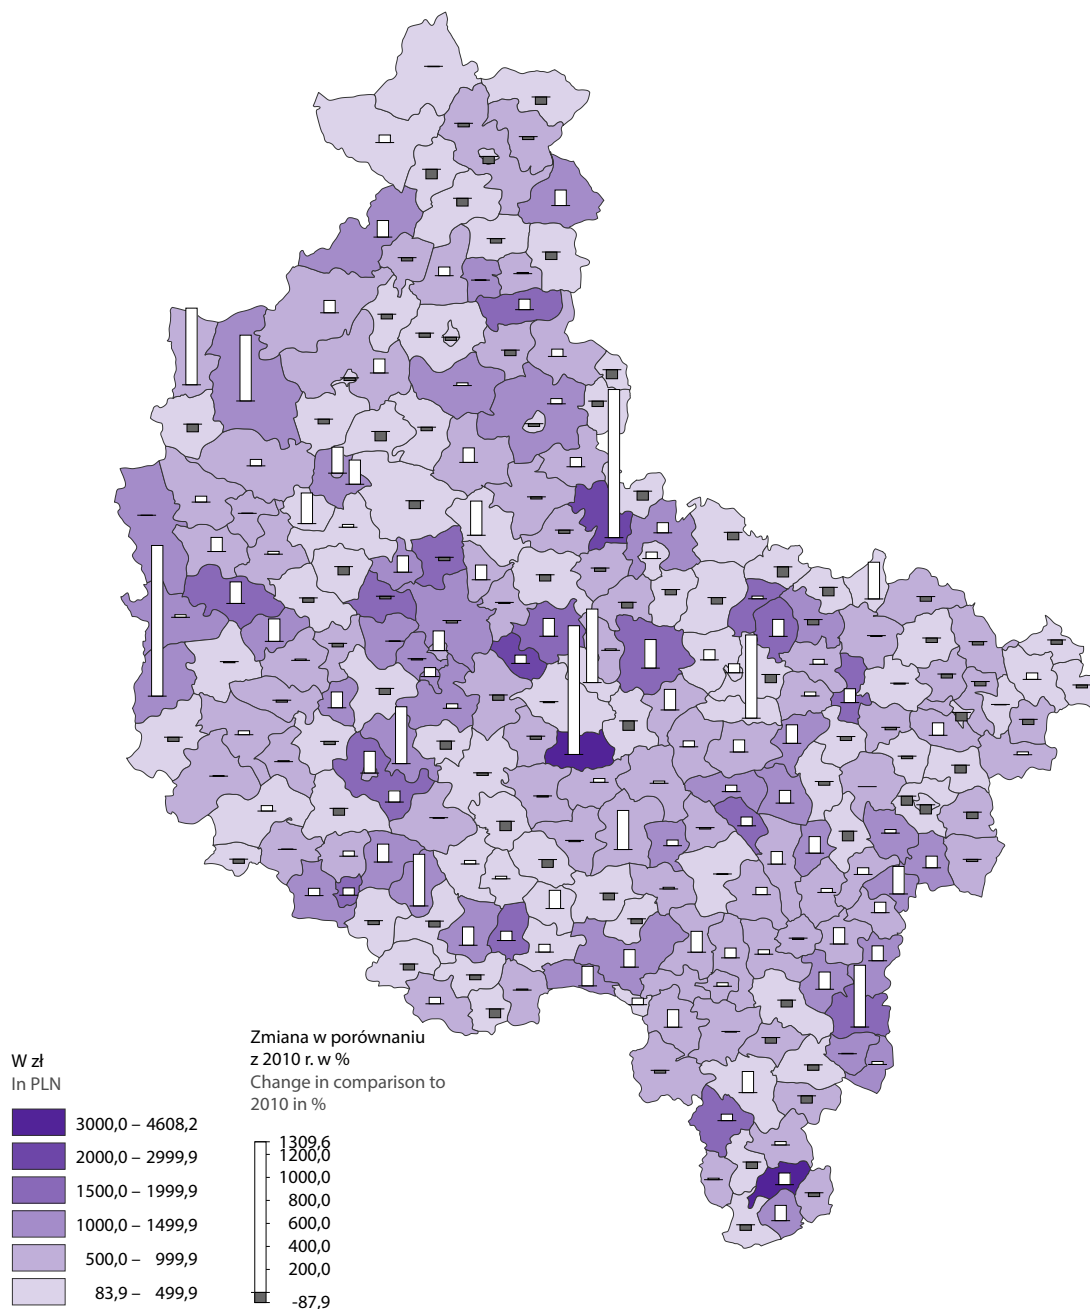 W zł
In PLN
3000,0 – 4608,2
2000,0 – 2999,9
1500,0 – 1999,9
1000,0 – 1499,9
500,0 – 999,9
83,9 – 499,9
Zmiana w porównaniu
z 2010 r. w %
Change in comparison to
2010 in %
1309,6
1200,0
1000,0
800,0
600,0
400,0
200,0
-87,9